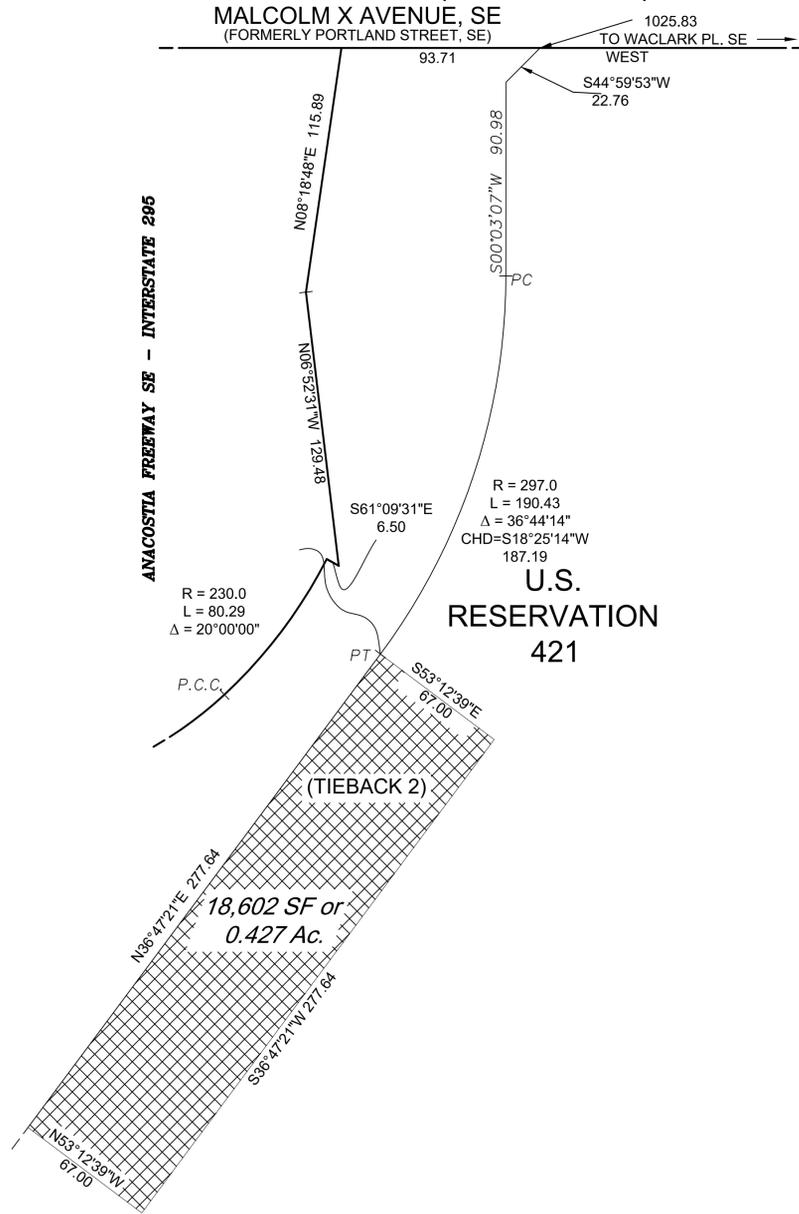 MALCOLM X AVENUE, SE
(FORMERLY PORTLAND STREET, SE)
1025.83
TO WACLARK PL. SE
93.71
WEST
S44°59'53"W
22.76
N08°18'48"E 115.89
S00°03'07"W 90.98
PC
ANACOSTIA FREEWAY SE - INTERSTATE 295
N06°52'31"W 129.48
S61°09'31"E
6.50
R = 297.0
L = 190.43
Δ = 36°44'14"
CHD=S18°25'14"W
187.19
U.S.
RESERVATION
421
R = 230.0
L = 80.29
Δ = 20°00'00"
P.C.C.
PT
S53°12'39"E
67.00
(TIEBACK 2)
N36°47'21"E 277.64
18,602 SF or
0.427 Ac.
S36°47'21"W 277.64
N53°12'39"W
67.00